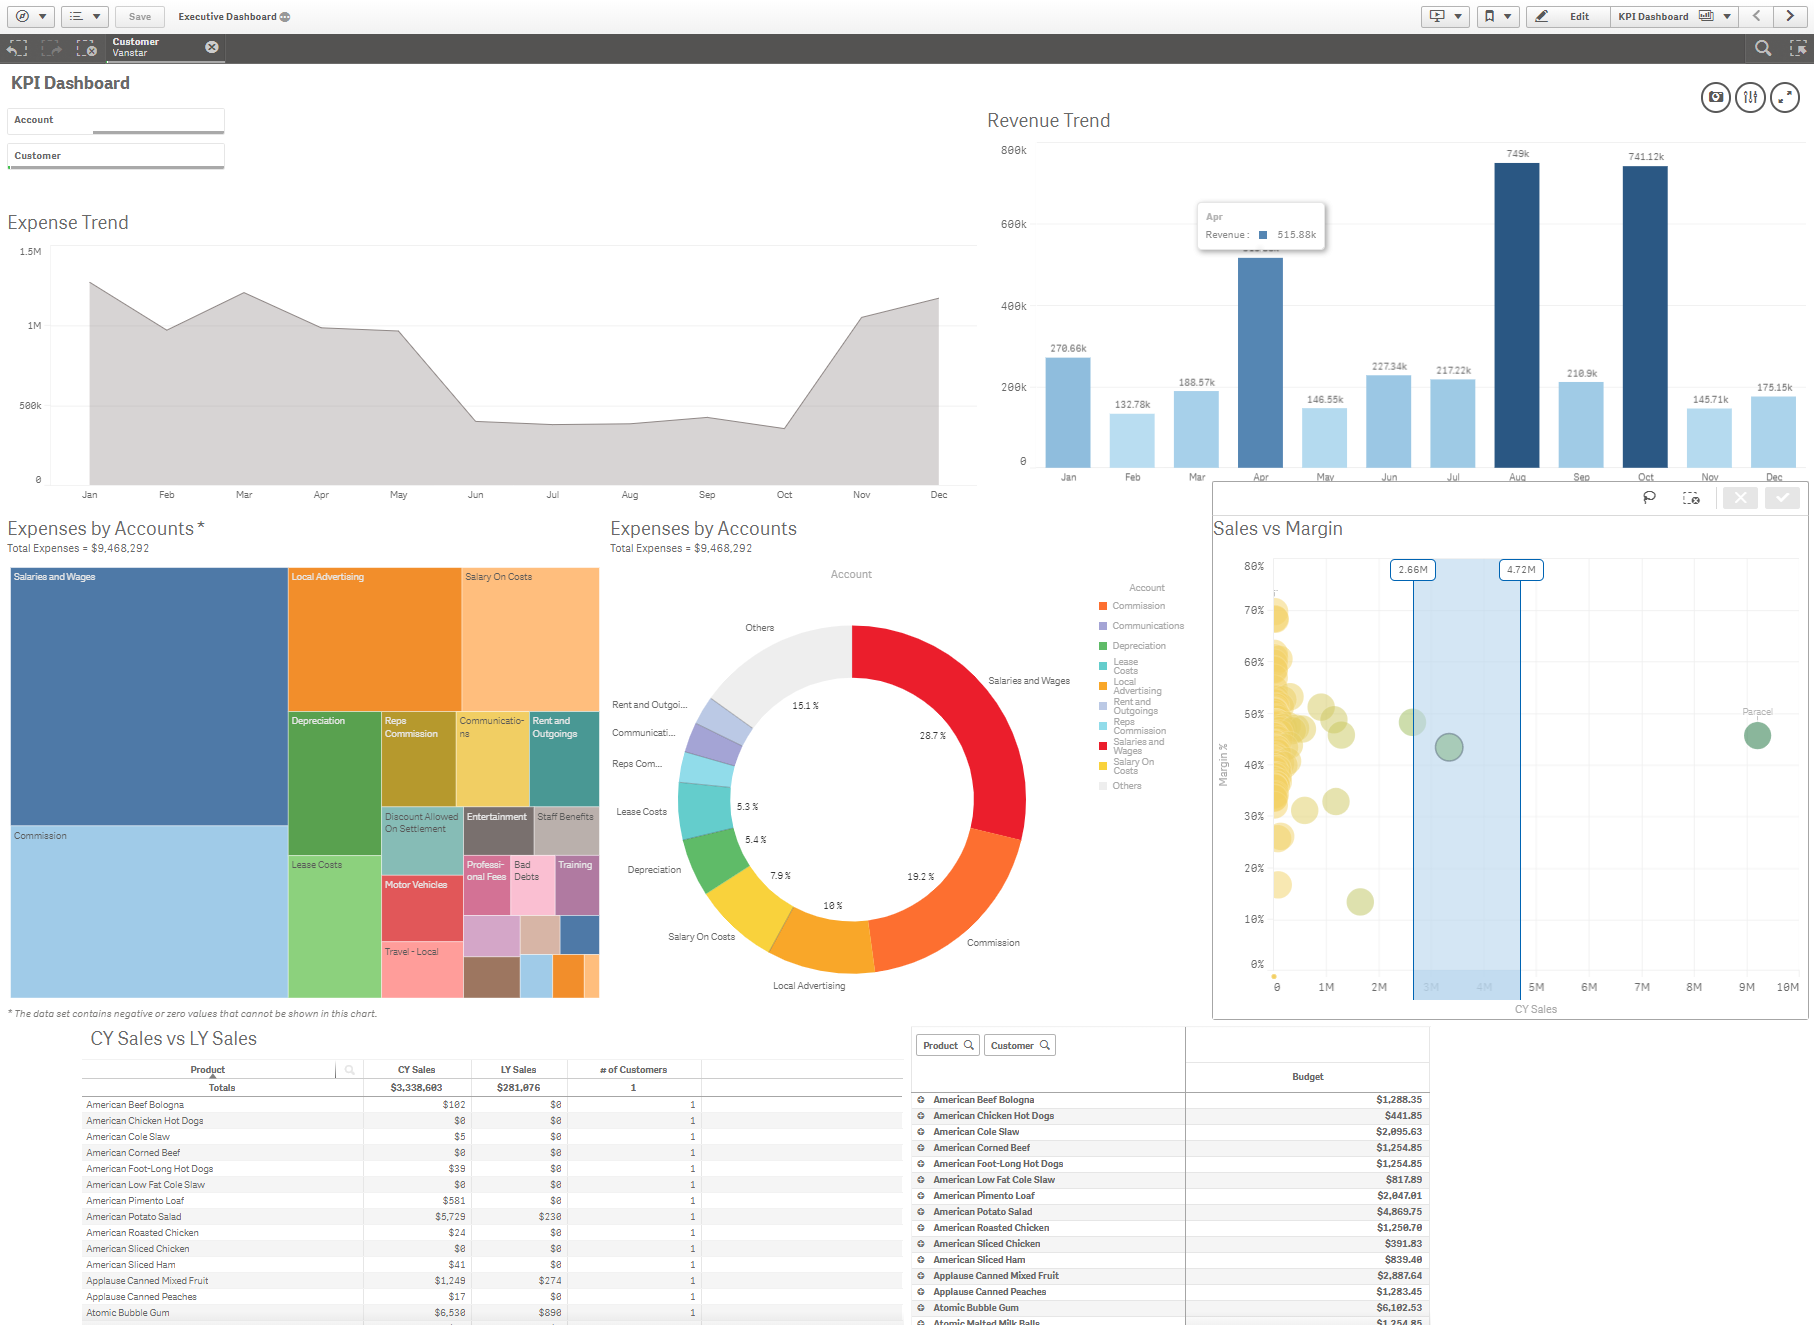 Save
Executive Dashboard
Edit
KPI Dashboard
Customer
Vanstar
KPI Dashboard
Account
Customer
Revenue Trend
800k
600k
400k
200k
0
270.66k
132.78k
188.57k
146.55k
227.34k
217.22k
749k
210.9k
741.12k
145.71k
175.15k
Apr
Revenue : 515.88k
Jan Feb Mar Apr May Jun Jul Aug Sep Oct Nov Dec
Expense Trend
1.5M
1M
500k
0
Jan Feb Mar Apr May Jun Jul Aug Sep Oct Nov Dec
Expenses by Accounts *
Total Expenses = $9,468,292
Salaries and Wages
Local Advertising
Salary On Costs
Depreciation
Reps
Commission
Communicatio-
ns
Rent and
Outgoings
Commission
Discount Allowed
On Settlement
Entertainment
Staff Benefits
Lease Costs
Professi-
onal Fees
Bad
Debts
Training
Motor Vehicles
Travel - Local
* The data set contains negative or zero values that cannot be shown in this chart.
Expenses by Accounts
Total Expenses = $9,468,292
Account
Others
Salaries and Wages
Rent and Outgoi...
Communicati...
Reps Com...
Lease Costs
Depreciation
Salary On Costs
Local Advertising
Commission
15.1 %
28.7 %
5.3 %
5.4 %
7.9 %
10 %
19.2 %
Account
Commission
Communications
Depreciation
Lease
Costs
Local
Advertising
Rent and
Outgoings
Reps
Commission
Salaries and
Wages
Salary On
Costs
Others
Sales vs Margin
80%
70%
60%
50%
40%
30%
20%
10%
0%
Margin %
2.66M
4.72M
Paracel
0 1M 2M 3M 4M 5M 6M 7M 8M 9M 10M
CY Sales
CY Sales vs LY Sales
Product CY Sales LY Sales # of Customers
Totals $3,338,603 $281,076 1
American Beef Bologna $102 $0 1
American Chicken Hot Dogs $0 $0 1
American Cole Slaw $5 $0 1
American Corned Beef $0 $0 1
American Foot-Long Hot Dogs $39 $0 1
American Low Fat Cole Slaw $0 $0 1
American Pimento Loaf $581 $0 1
American Potato Salad $5,729 $230 1
American Roasted Chicken $24 $0 1
American Sliced Chicken $0 $0 1
American Sliced Ham $41 $0 1
Applause Canned Mixed Fruit $1,249 $274 1
Applause Canned Peaches $17 $0 1
Atomic Bubble Gum $6,530 $890 1
Product Customer
Budget
American Beef Bologna $1,288.35
American Chicken Hot Dogs $441.85
American Cole Slaw $2,095.63
American Corned Beef $1,254.85
American Foot-Long Hot Dogs $1,254.85
American Low Fat Cole Slaw $817.89
American Pimento Loaf $2,047.01
American Potato Salad $4,869.75
American Roasted Chicken $1,250.70
American Sliced Chicken $391.83
American Sliced Ham $839.40
Applause Canned Mixed Fruit $2,887.64
Applause Canned Peaches $1,283.45
Atomic Bubble Gum $6,102.53
Atomic Malted Milk Balls $1,254.85